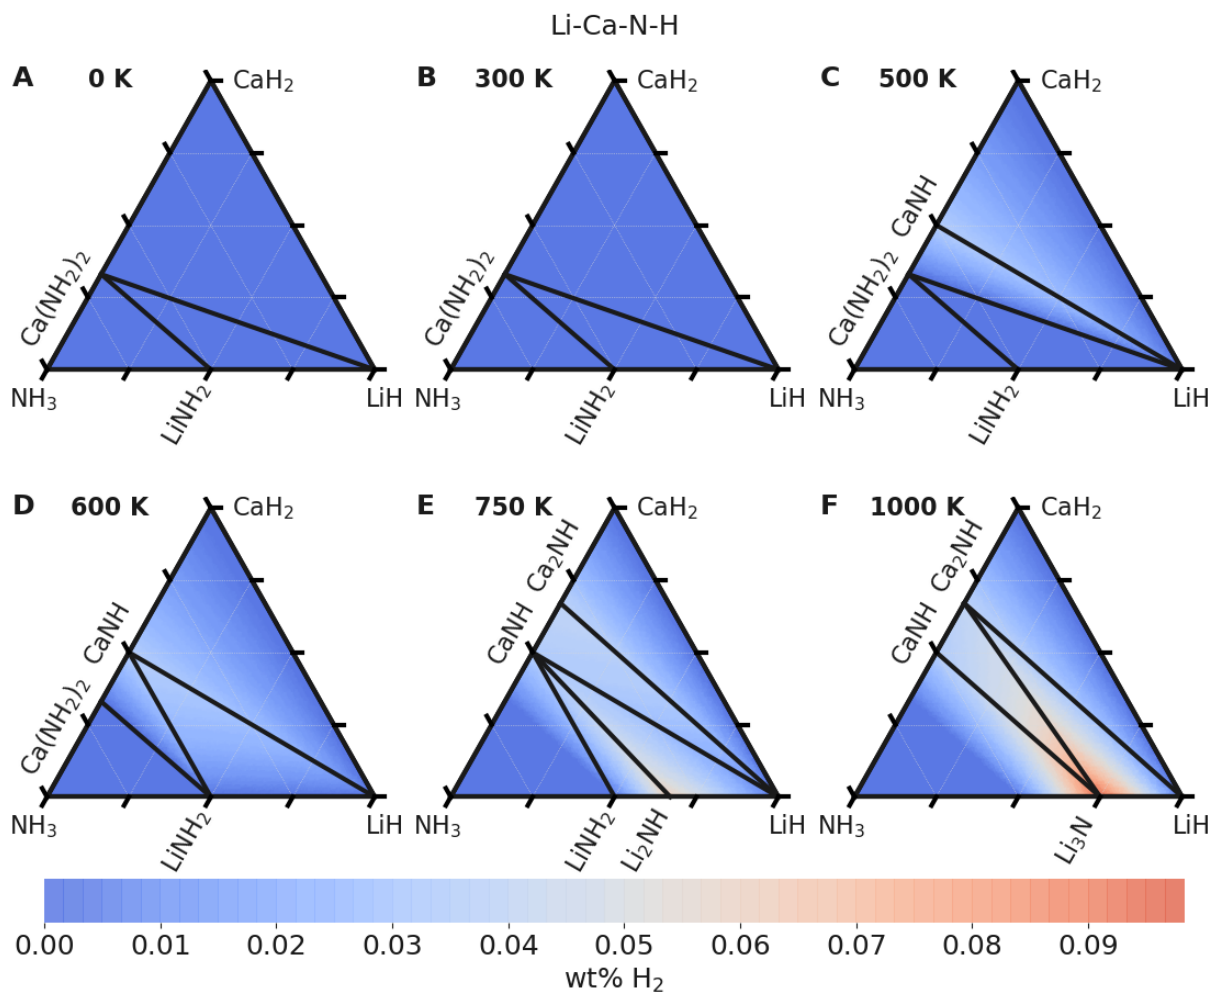 Li-Ca-N-H
A 0 K CaH₂
Ca(NH₂)₂
NH₃
LiNH₂
LiH
B 300 K CaH₂
Ca(NH₂)₂
NH₃
LiNH₂
LiH
C 500 K CaH₂
CaNH
Ca(NH₂)₂
NH₃
LiNH₂
LiH
D 600 K CaH₂
CaNH
Ca(NH₂)₂
NH₃
LiNH₂
LiH
E 750 K CaH₂
Ca₂NH
CaNH
NH₃
LiNH₂
Li₂NH
LiH
F 1000 K CaH₂
Ca₂NH
CaNH
NH₃
Li₃N
LiH
0.00 0.01 0.02 0.03 0.04 0.05 0.06 0.07 0.08 0.09
wt% H₂